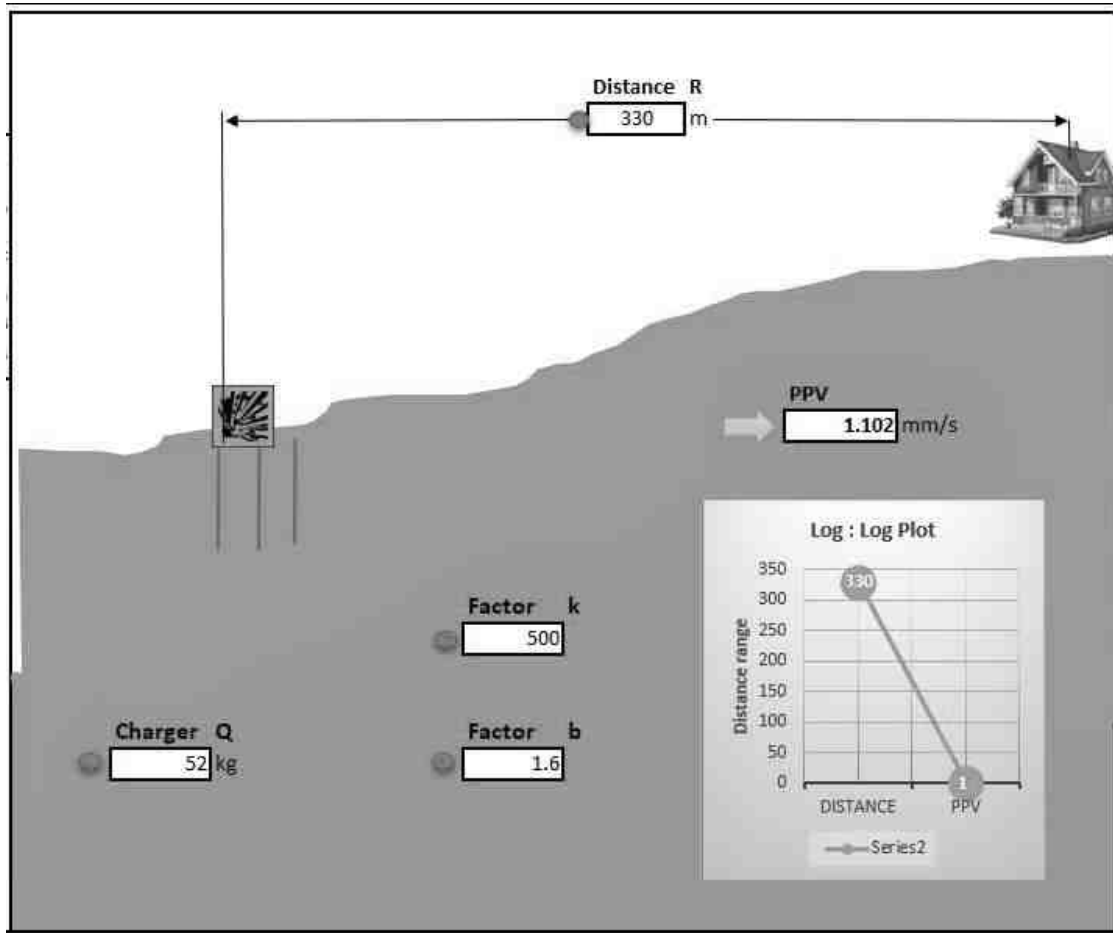 Distance R
330 m
PPV
1.102 mm/s
Log : Log Plot
350
300
250
200
150
100
50
0
Distance range
330
1
DISTANCE PPV
Series2
Factor k
500
Charger Q
52 kg
Factor b
1.6